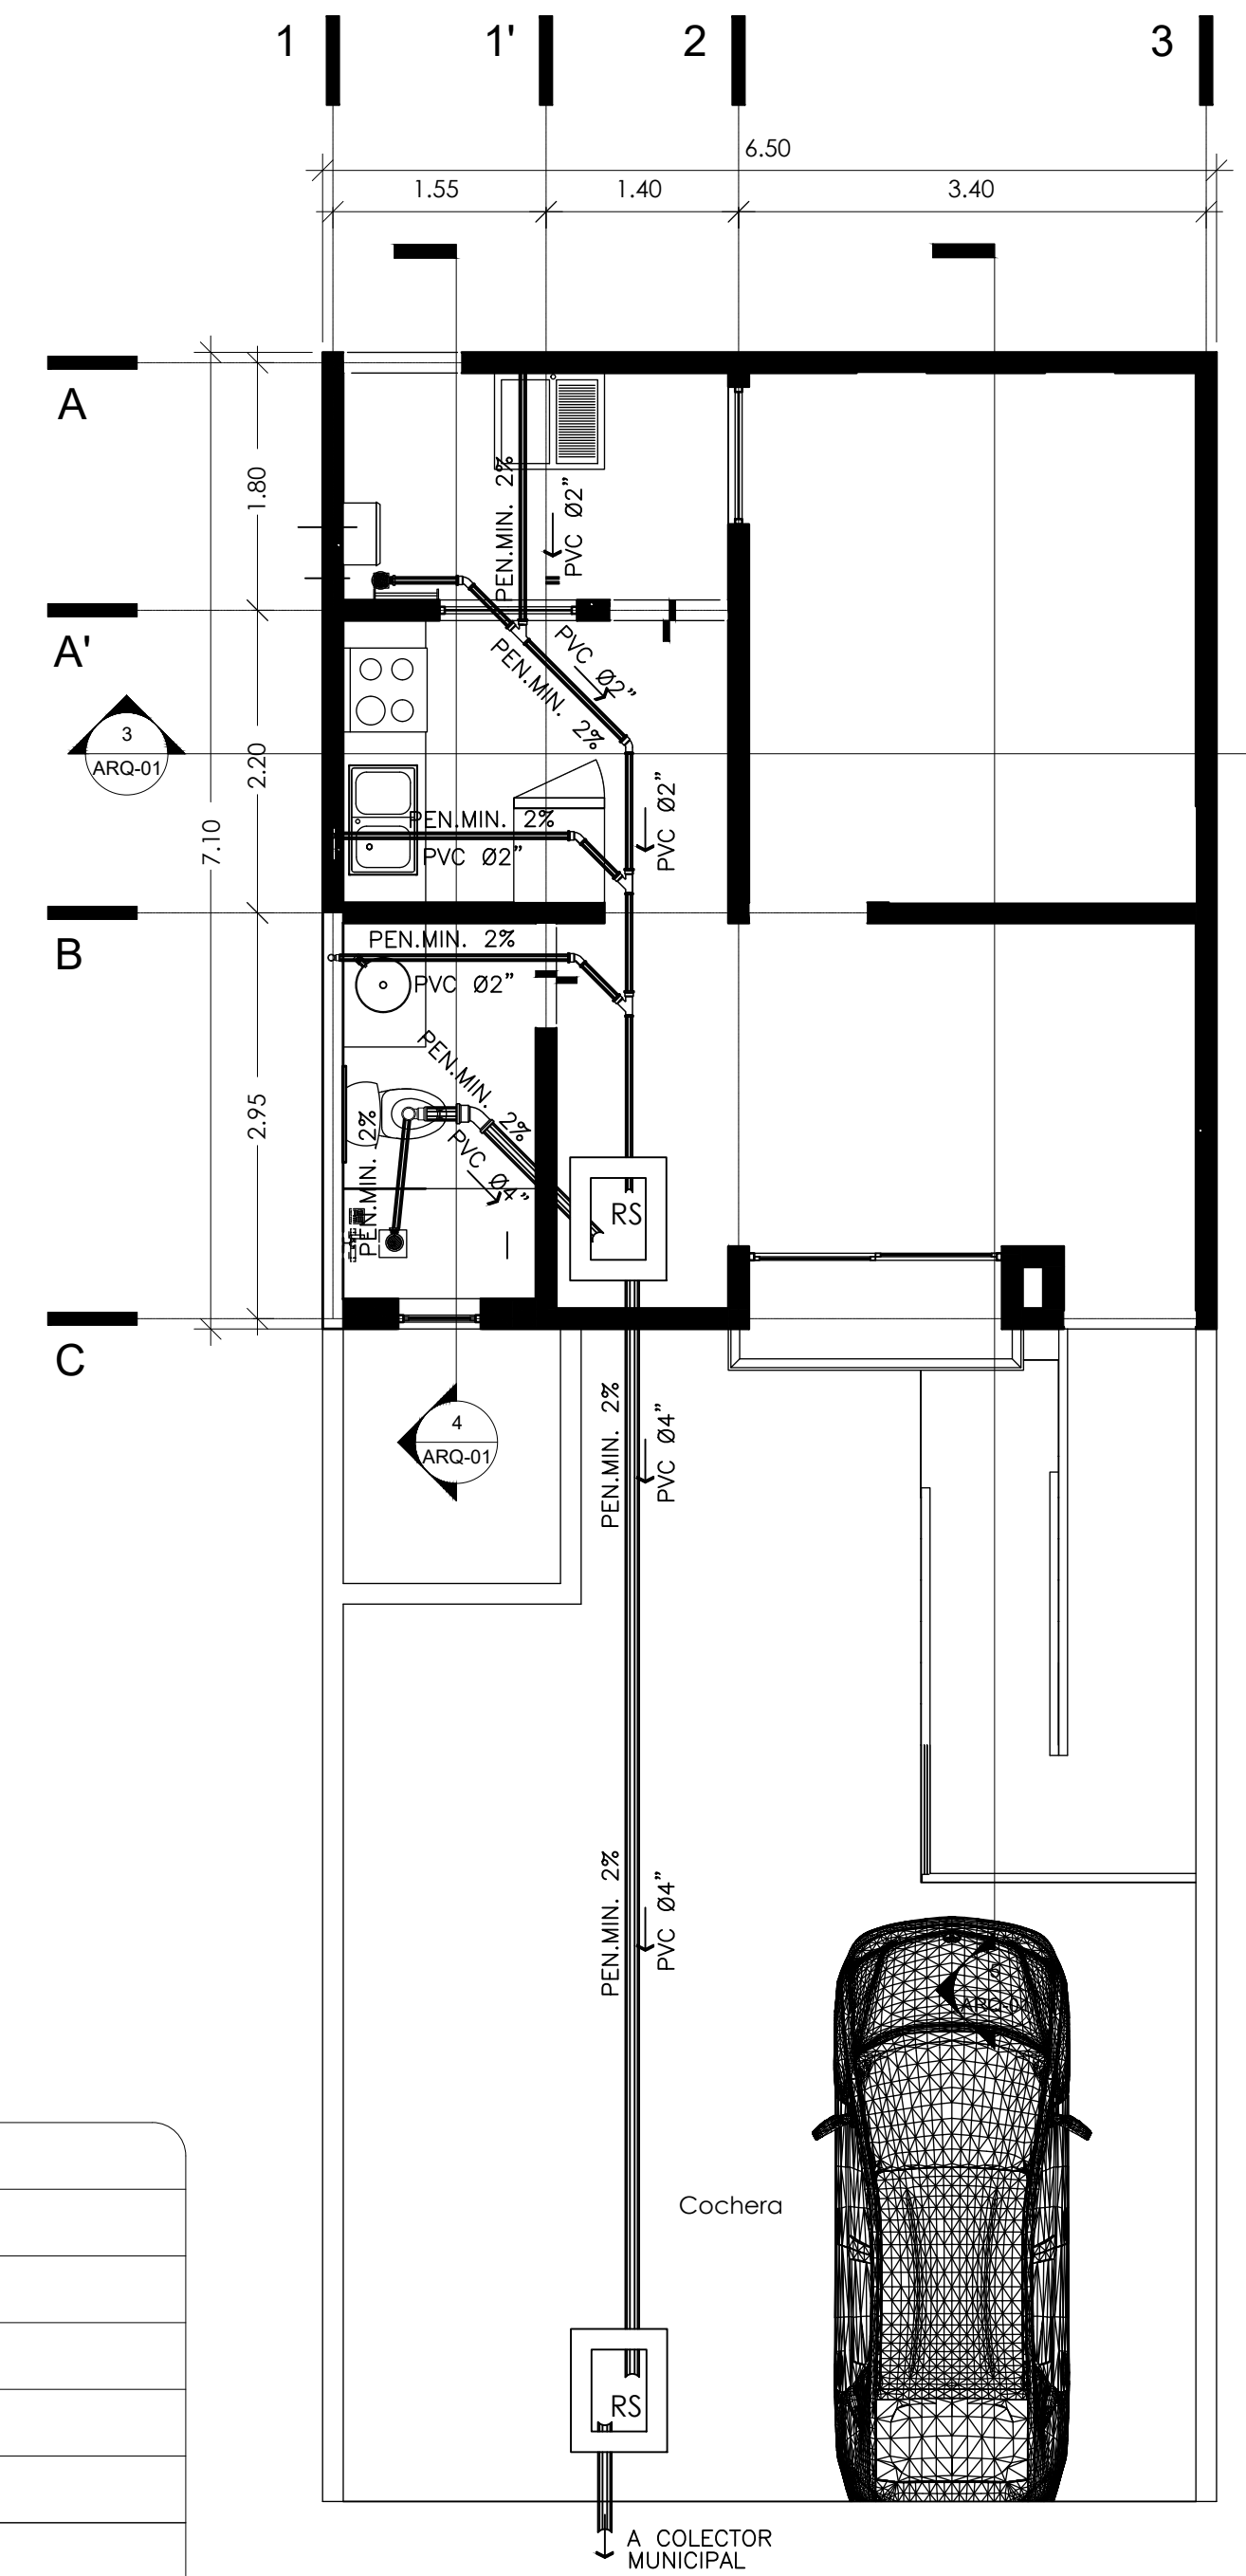 1 1' 2 3
6.50
1.55 1.40 3.40
A
1.80
PEN.MIN. 2%
PVC Ø2"
A'
PVC Ø2"
PEN.MIN. 2%
3
ARQ-01
2.20
7.10
PVC Ø2"
PEN.MIN. 2%
PVC Ø2"
B
PEN.MIN. 2%
PVC Ø2"
2.95
PEN.MIN. 2%
PVC Ø4"
PEN.MIN. 2%
RS
C
4
ARQ-01
PEN.MIN. 2%
PVC Ø4"
PEN.MIN. 2%
PVC Ø4"
Cochera
RS
A COLECTOR
MUNICIPAL